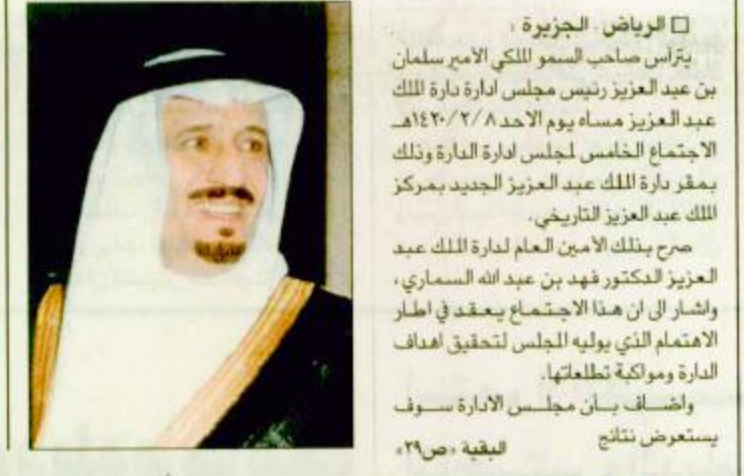 □ الرياض - الجزيرة :
يترأس صاحب السمو الملكي الأمير سلمان
بن عبد العزيز رئيس مجلس ادارة دارة الملك
عبد العزيز مساء يوم الاحد ١٤٢٠/٢/٨هـ
الاجتماع الخامس لمجلس ادارة الدارة وذلك
بمقر دارة الملك عبد العزيز الجديد بمركز
الملك عبد العزيز التاريخي.
صرح بذلك الأمين العام لدارة الملك عبد
العزيز الدكتور فهد بن عبد الله السماري،
واشار الى ان هذا الاجتماع يعقد في اطار
الاهتمام الذي يوليه المجلس لتحقيق اهداف
الدارة ومواكبة تطلعاتها.
واضاف بان مجلس الادارة سوف
يستعرض نتائج البقية «ص٢٩»